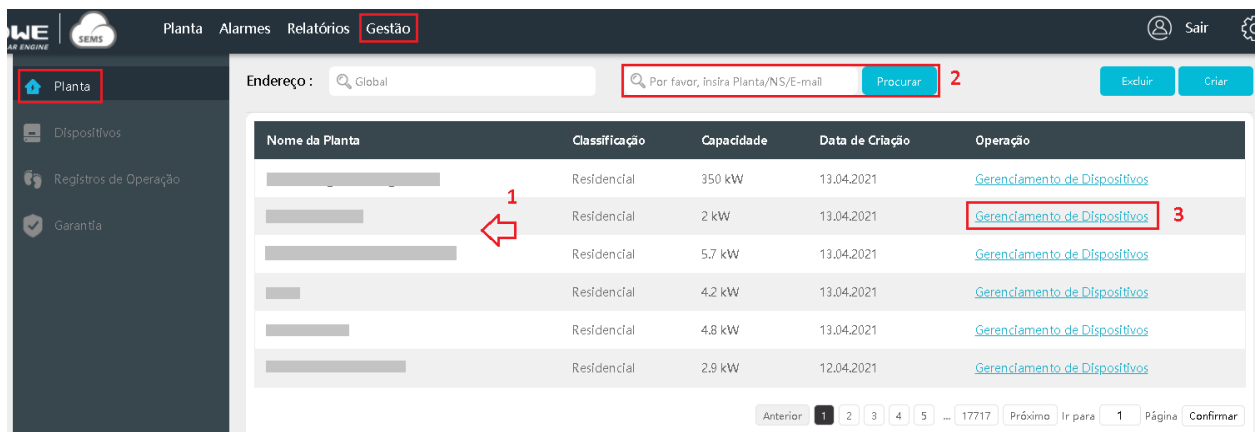 SEMS Planta Alarmes Relatórios Gestão Sair
AR ENGINE
Planta
Endereço : Global Por favor, insira Planta/NS/E-mail Procurar 2 Excluir Criar
Dispositivos
Registros de Operação
Garantia
Nome da Planta Classificação Capacidade Data de Criação Operação
Residencial 350 kW 13.04.2021 Gerenciamento de Dispositivos
1
Residencial 2 kW 13.04.2021 Gerenciamento de Dispositivos 3
Residencial 5.7 kW 13.04.2021 Gerenciamento de Dispositivos
Residencial 4.2 kW 13.04.2021 Gerenciamento de Dispositivos
Residencial 4.8 kW 13.04.2021 Gerenciamento de Dispositivos
Residencial 2.9 kW 12.04.2021 Gerenciamento de Dispositivos
Anterior 1 2 3 4 5 ... 17717 Próximo Ir para 1 Página Confirmar